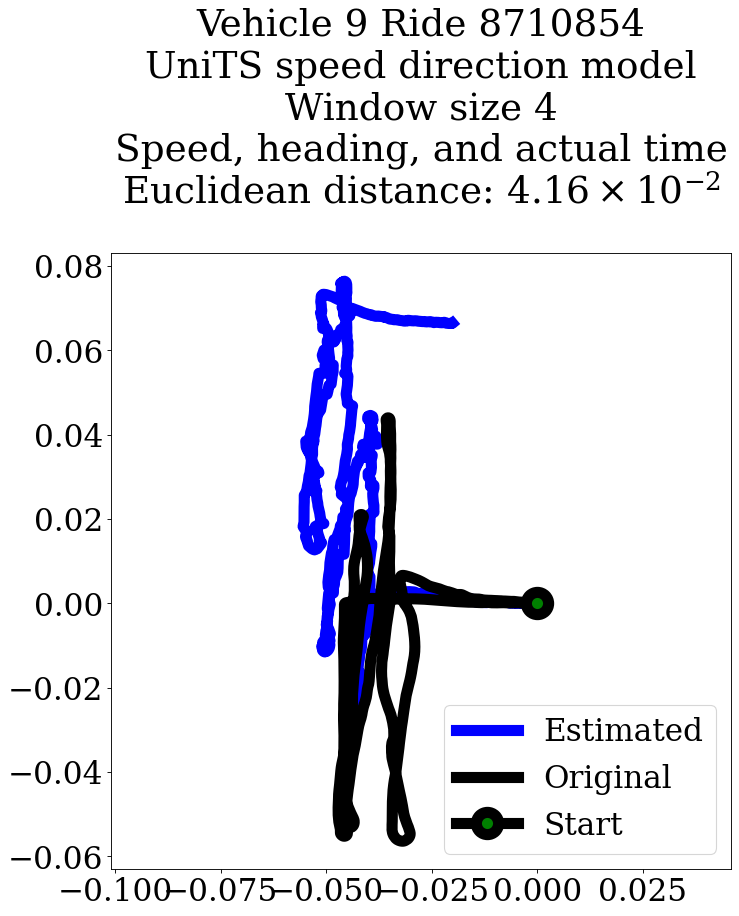 Vehicle 9 Ride 8710854
UniTS speed direction model
Window size 4
Speed, heading, and actual time
Euclidean distance: 4.16 × 10⁻²
0.08
0.06
0.04
0.02
0.00
−0.02
−0.04
−0.06
Estimated
Original
Start
−0.100 −0.075 −0.050 −0.025 0.000 0.025